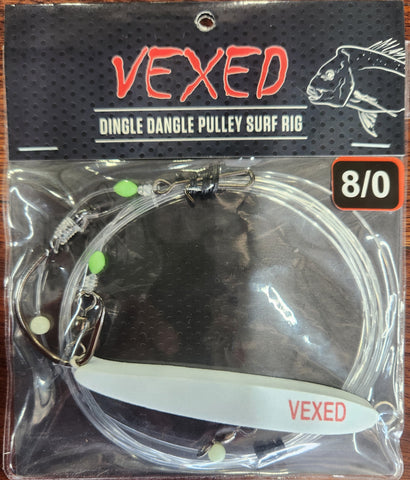 VEXED
DINGLE DANGLE PULLEY SURF RIG
8/0
VEXED